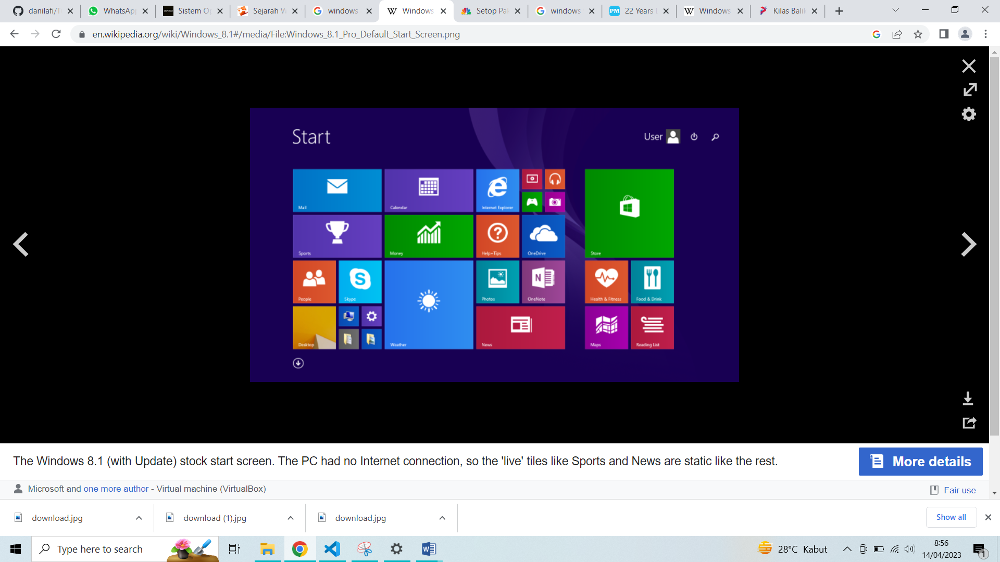 danilafi/T
WhatsApp
Sistem Op
Sejarah W
windows
Windows
Setop Pak
windows
22 Years
Windows
Kilas Balik
en.wikipedia.org/wiki/Windows_8.1#/media/File:Windows_8.1_Pro_Default_Start_Screen.png
Start
User
Mail
Calendar
Internet Explorer
Sports
Money
Help+Tips
OneDrive
Store
People
Skype
Photos
OneNote
Health & Fitness
Food & Drink
Desktop
Weather
News
Maps
Reading List
The Windows 8.1 (with Update) stock start screen. The PC had no Internet connection, so the 'live' tiles like Sports and News are static like the rest.
More details
Microsoft and one more author - Virtual machine (VirtualBox)
Fair use
download.jpg
download (1).jpg
download.jpg
Show all
Type here to search
28°C Kabut
8:56
14/04/2023
1